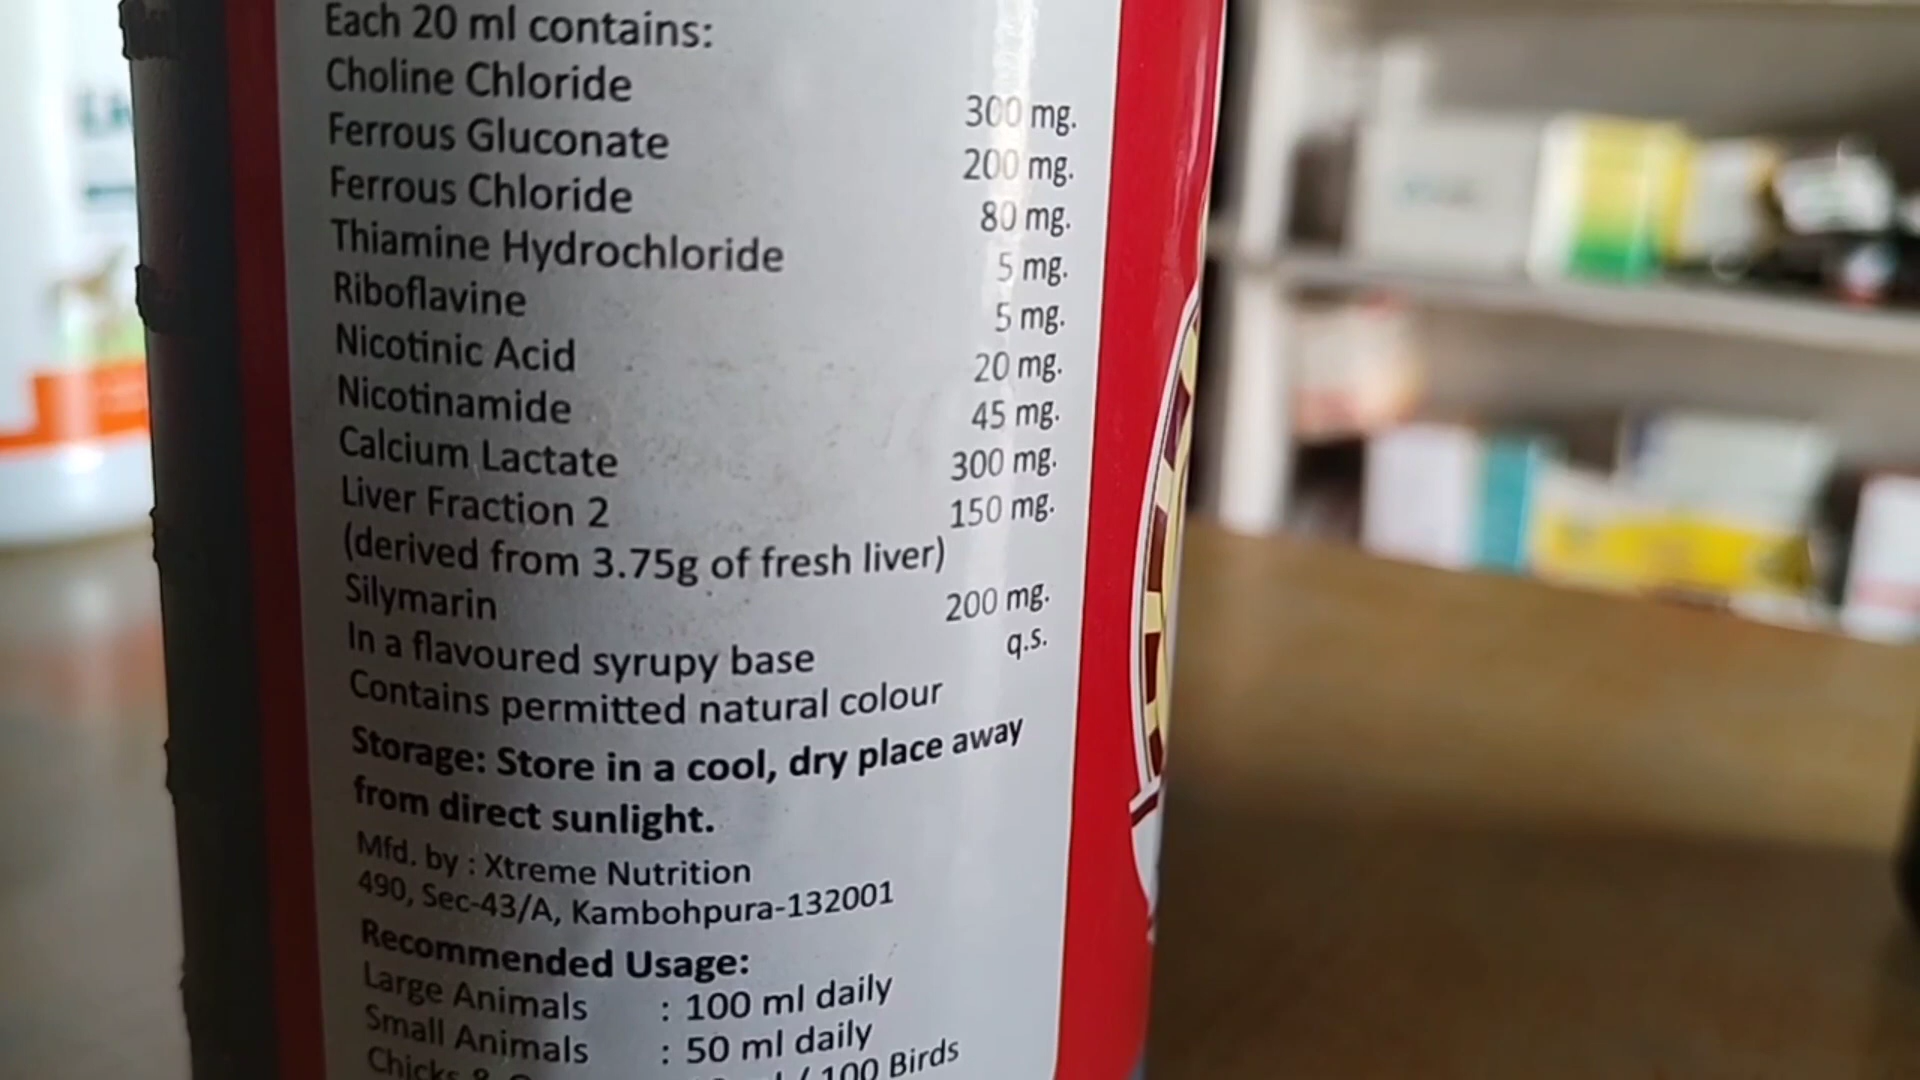 Each 20 ml contains:
Choline Chloride 300 mg.
Ferrous Gluconate 200 mg.
Ferrous Chloride 80 mg.
Thiamine Hydrochloride 5 mg.
Riboflavine 5 mg.
Nicotinic Acid 20 mg.
Nicotinamide 45 mg.
Calcium Lactate 300 mg.
Liver Fraction 2 150 mg.
(derived from 3.75g of fresh liver)
Silymarin 200 mg.
In a flavoured syrupy base q.s.
Contains permitted natural colour
Storage: Store in a cool, dry place away
from direct sunlight.
Mfd. by : Xtreme Nutrition
490, Sec-43/A, Kambohpura-132001
Recommended Usage:
Large Animals : 100 ml daily
Small Animals : 50 ml daily
Chicks & / 100 Birds